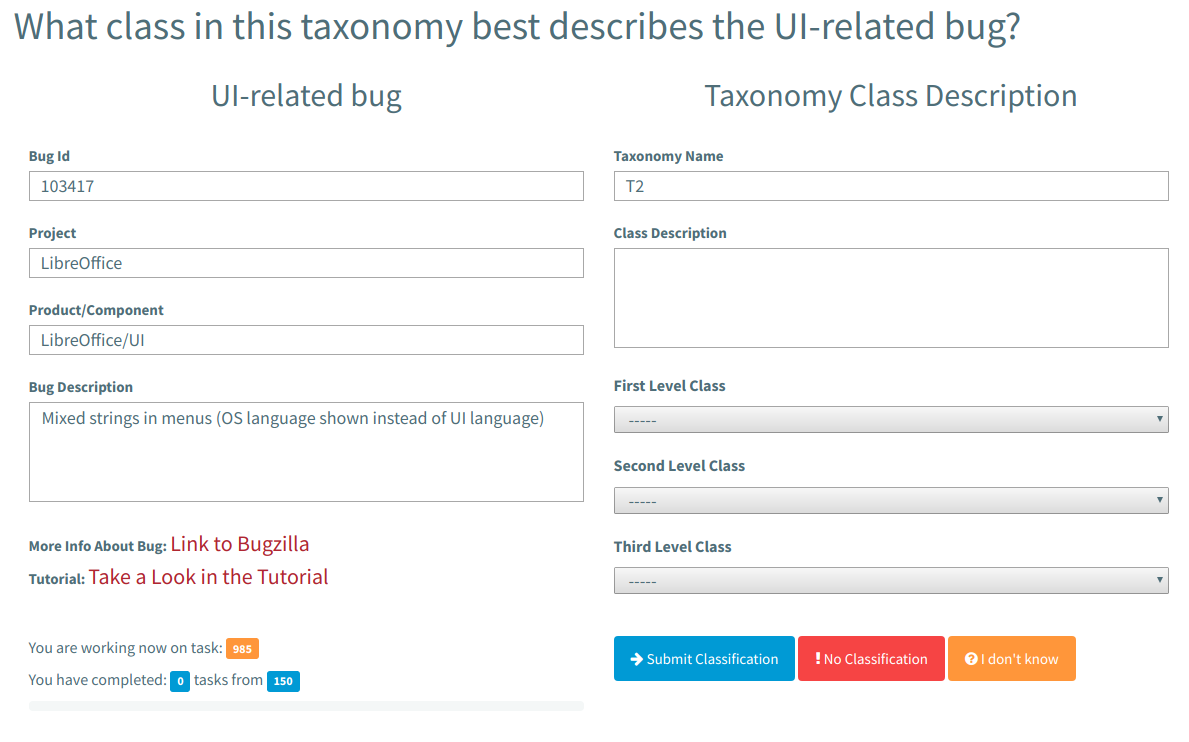 What class in this taxonomy best describes the UI-related bug?
UI-related bug
Bug Id
103417
Project
LibreOffice
Product/Component
LibreOffice/UI
Bug Description
Mixed strings in menus (OS language shown instead of UI language)
More Info About Bug: Link to Bugzilla
Tutorial: Take a Look in the Tutorial
You are working now on task: 985
You have completed: 0 tasks from 150
Taxonomy Class Description
Taxonomy Name
T2
Class Description
First Level Class
-----
Second Level Class
-----
Third Level Class
-----
Submit Classification
No Classification
I don't know